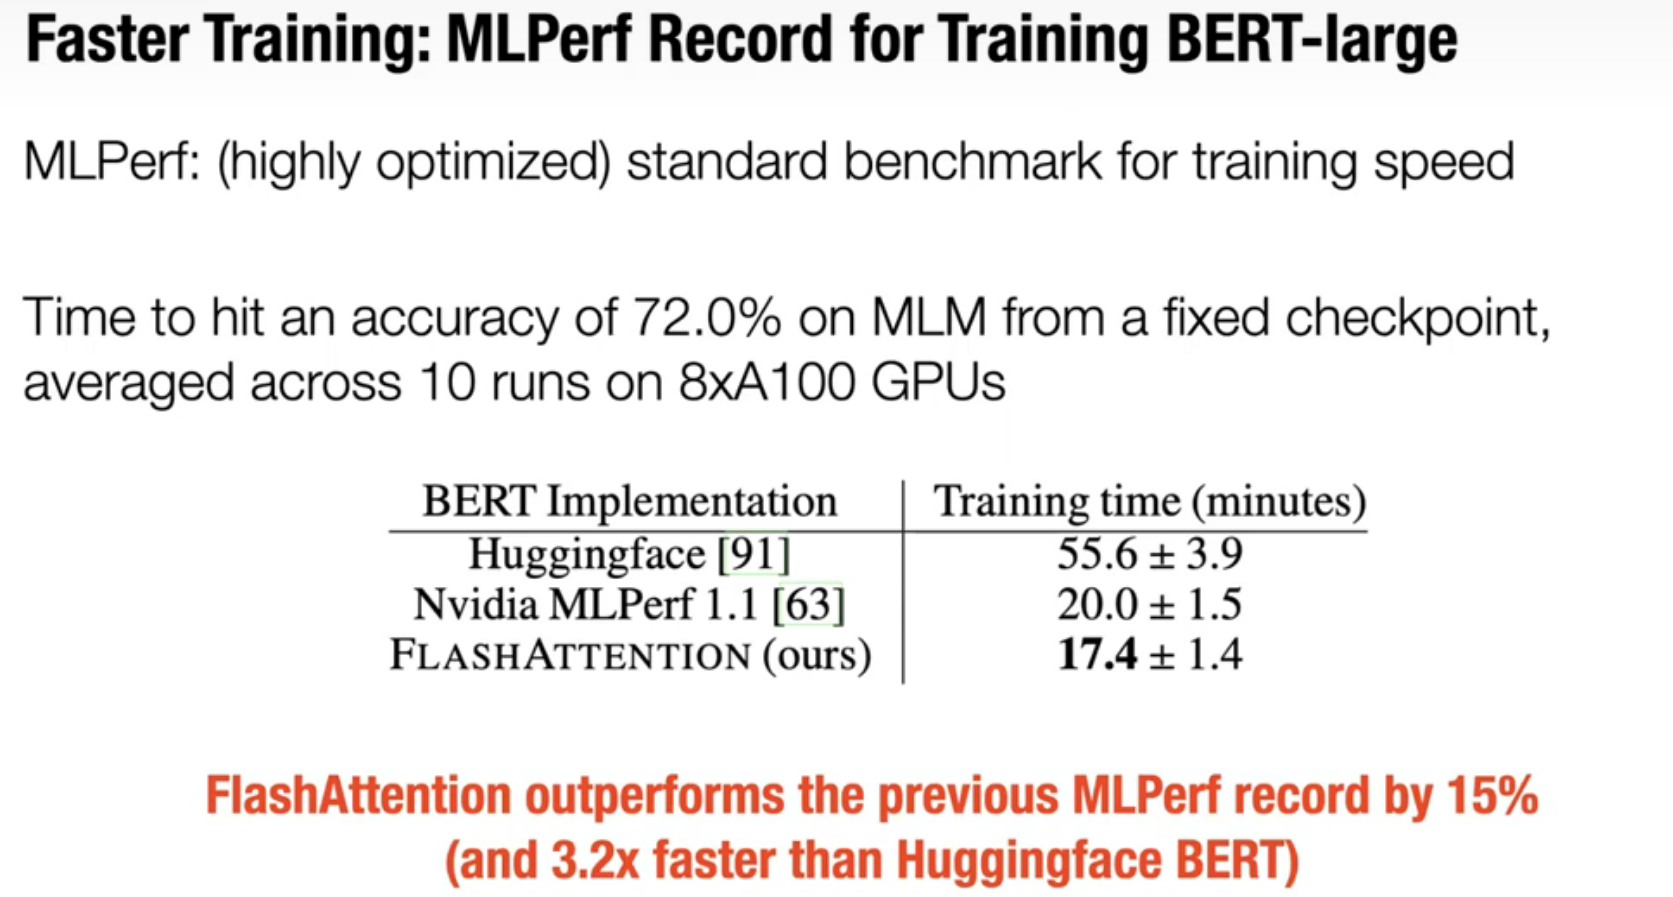 Faster Training: MLPerf Record for Training BERT-large
MLPerf: (highly optimized) standard benchmark for training speed
Time to hit an accuracy of 72.0% on MLM from a fixed checkpoint,
averaged across 10 runs on 8xA100 GPUs
BERT Implementation Training time (minutes)
Huggingface [91] 55.6 ± 3.9
Nvidia MLPerf 1.1 [63] 20.0 ± 1.5
FLASHATTENTION (ours) 17.4 ± 1.4
FlashAttention outperforms the previous MLPerf record by 15%
(and 3.2x faster than Huggingface BERT)